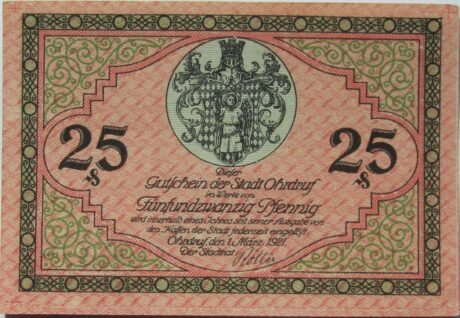 25 ₰
25 ₰
Dieser
Gutschein der Stadt Ohrdruf
im Werte von
Fünfundzwanzig Pfennig
wird innerhalb eines Jahres seit seiner Ausgabe von
den Kassen der Stadt jederzeit eingelöst.
Ohrdruf, den 1. März 1921.
Der Stadtrat